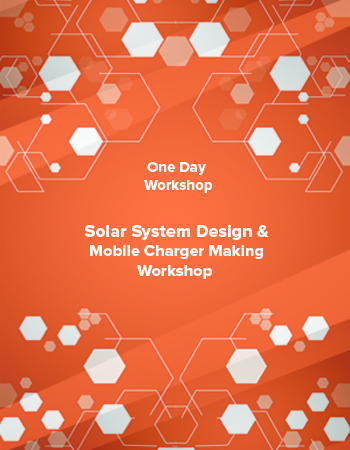 One Day
Workshop
Solar System Design &
Mobile Charger Making
Workshop